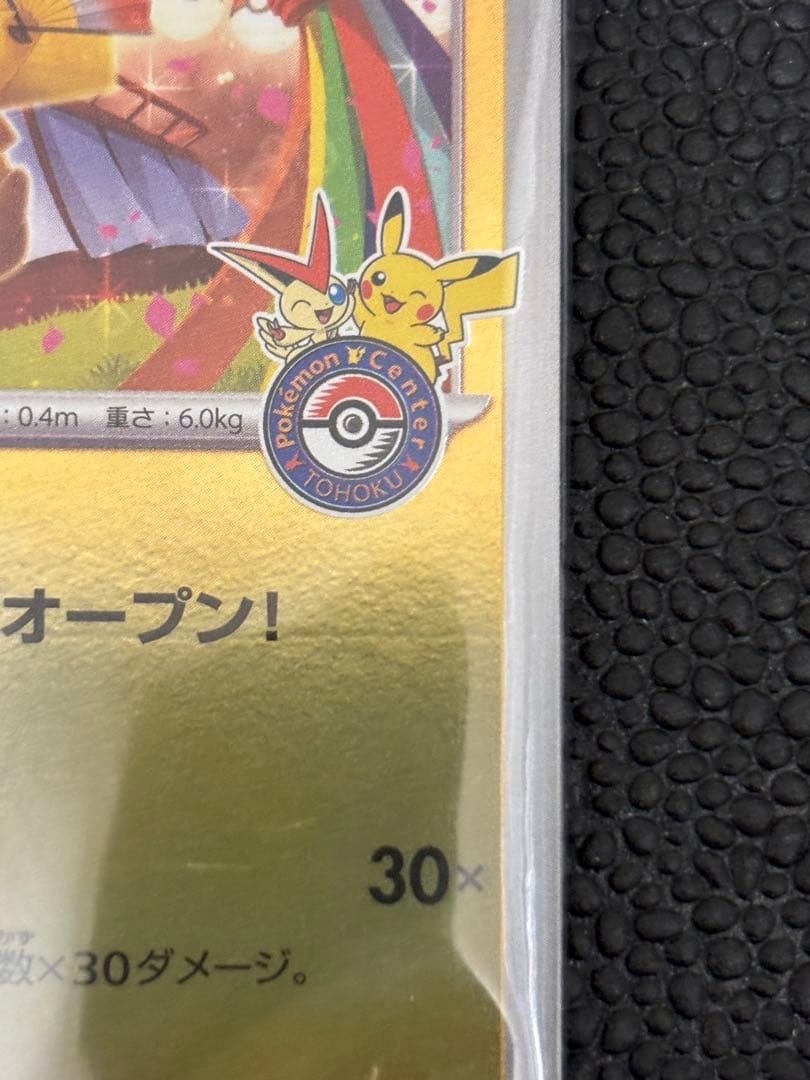 : 0.4m 重さ : 6.0kg
Pokémon Center
TOHOKU
オープン!
30×
数×30ダメージ。